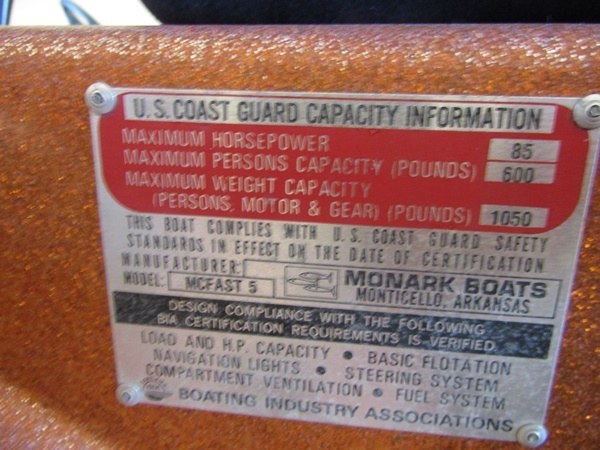 U.S. COAST GUARD CAPACITY INFORMATION
MAXIMUM HORSEPOWER 85
MAXIMUM PERSONS CAPACITY (POUNDS) 600
MAXIMUM WEIGHT CAPACITY
(PERSONS, MOTOR & GEAR) (POUNDS) 1050
THIS BOAT COMPLIES WITH U.S. COAST GUARD SAFETY
STANDARDS IN EFFECT ON THE DATE OF CERTIFICATION
MANUFACTURER: MONARK BOATS
MODEL: MCFAST 5 MONTICELLO, ARKANSAS
DESIGN COMPLIANCE WITH THE FOLLOWING
BIA CERTIFICATION REQUIREMENTS IS VERIFIED
LOAD AND H.P. CAPACITY • BASIC FLOTATION
NAVIGATION LIGHTS • STEERING SYSTEM
COMPARTMENT VENTILATION • FUEL SYSTEM
BOATING INDUSTRY ASSOCIATIONS